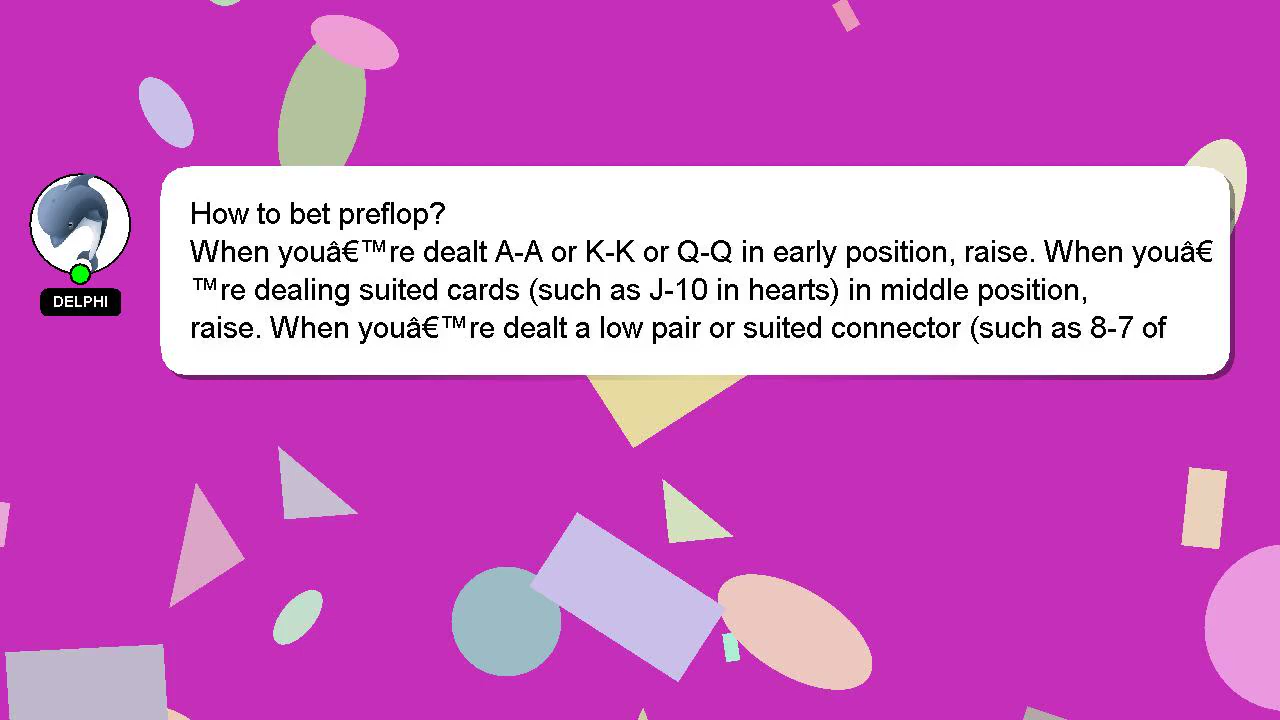 How to bet preflop?
When youâ€™re dealt A-A or K-K or Q-Q in early position, raise. When youâ€
™re dealing suited cards (such as J-10 in hearts) in middle position,
raise. When youâ€™re dealt a low pair or suited connector (such as 8-7 of
DELPHI